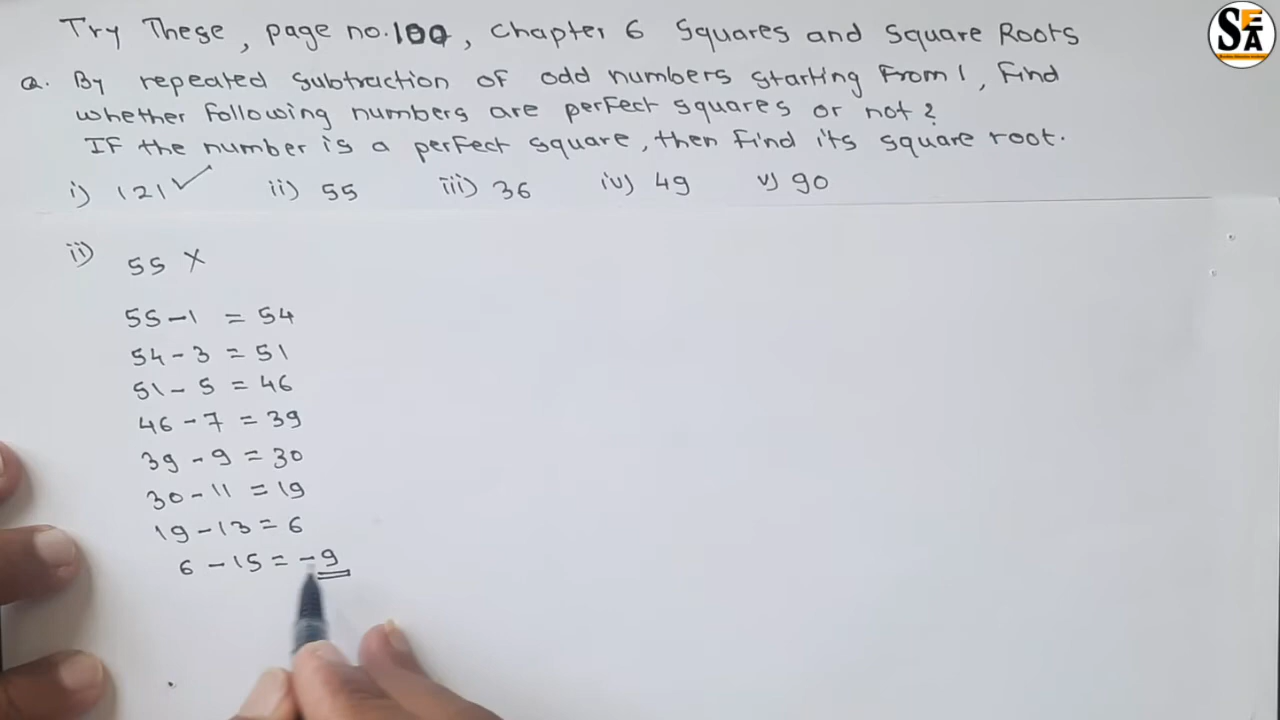 Try These, page no. 100, Chapter 6 Squares and Square Roots
Q. By repeated subtraction of odd numbers starting from 1, Find
whether following numbers are perfect squares or not?
If the number is a perfect square, then find its square root.
i) 121 ✓ ii) 55 iii) 36 iv) 49 v) 90
ii) 55 ×
55 - 1 = 54
54 - 3 = 51
51 - 5 = 46
46 - 7 = 39
39 - 9 = 30
30 - 11 = 19
19 - 13 = 6
6 - 15 = -9
SEFA